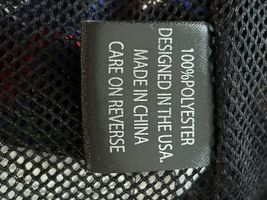 100%POLYESTER
DESIGNED IN THE USA.
MADE IN CHINA
CARE ON REVERSE